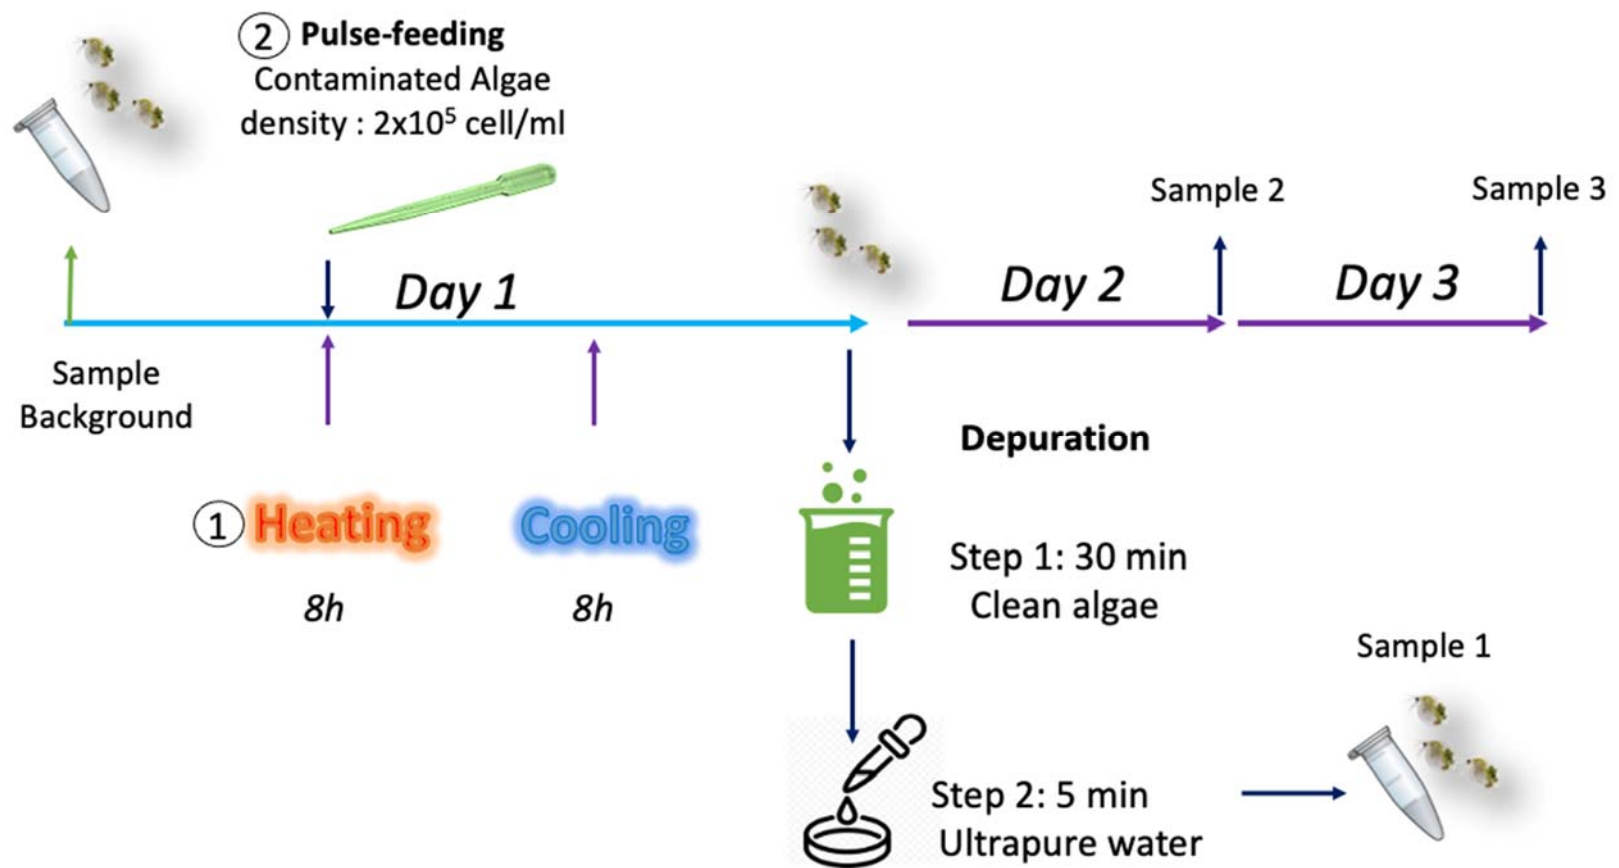 ② Pulse-feeding
Contaminated Algae
density : 2x10⁵ cell/ml
Sample 2
Sample 3
Day 1
Day 2
Day 3
Sample
Background
Depuration
① Heating
Cooling
8h
8h
Step 1: 30 min
Clean algae
Sample 1
Step 2: 5 min
Ultrapure water